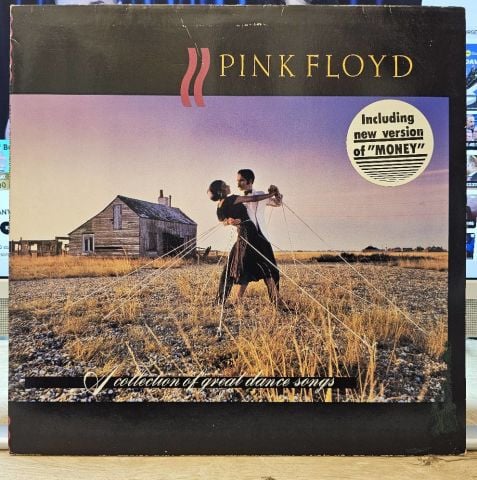 PINK FLOYD
Including
new version
of "MONEY"
A collection of great dance songs